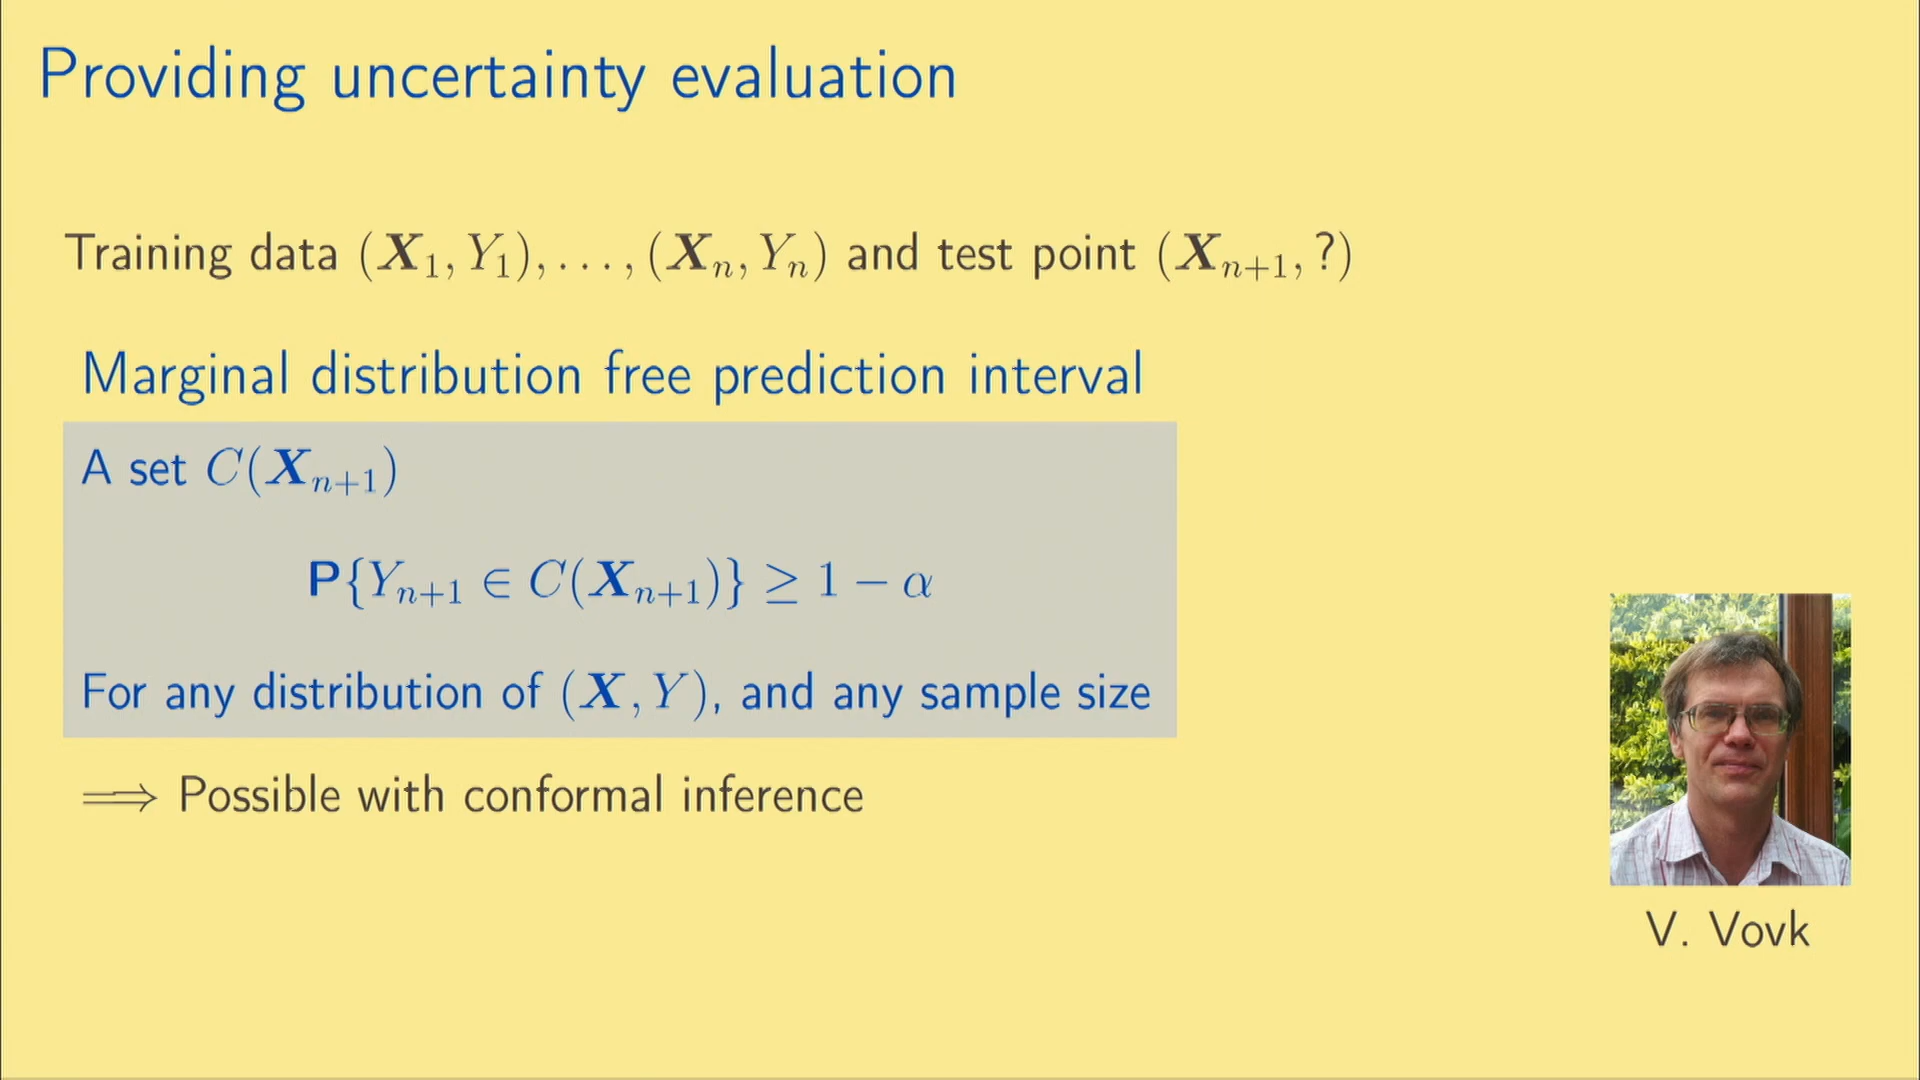 Providing uncertainty evaluation
Training data (X₁, Y₁), . . . , (Xₙ, Yₙ) and test point (Xₙ₊₁, ?)
Marginal distribution free prediction interval
A set C(Xₙ₊₁)
P{Yₙ₊₁ ∈ C(Xₙ₊₁)} ≥ 1 − α
For any distribution of (X, Y), and any sample size
⟹ Possible with conformal inference
V. Vovk